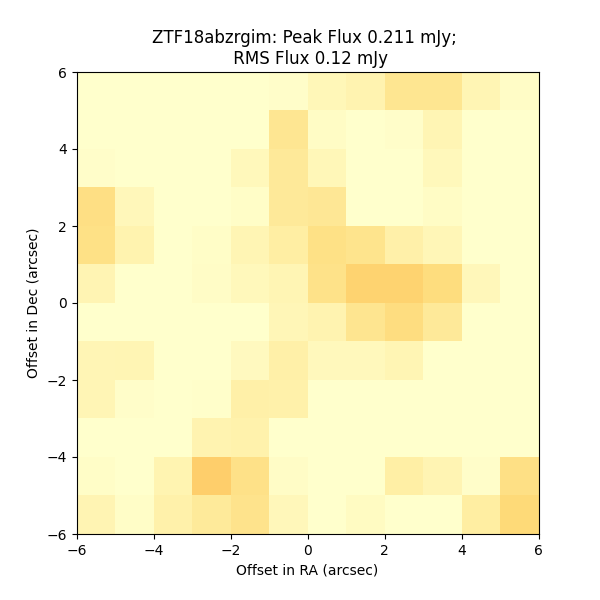 ZTF18abzrgim: Peak Flux 0.211 mJy;
RMS Flux 0.12 mJy
6
4
2
0
−2
−4
−6
Offset in Dec (arcsec)
−6 −4 −2 0 2 4 6
Offset in RA (arcsec)